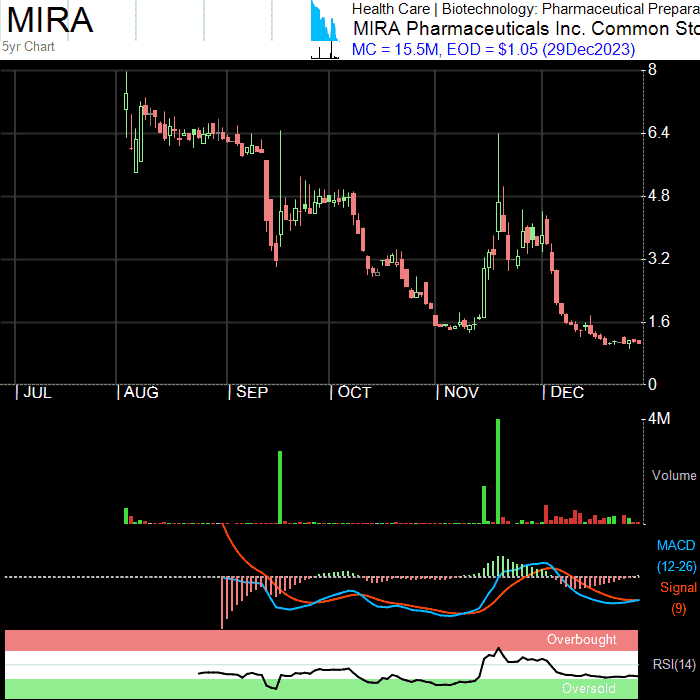 MIRA
5yr Chart
Health Care | Biotechnology: Pharmaceutical Prepara
MIRA Pharmaceuticals Inc. Common Sto
MC = 15.5M, EOD = $1.05 (29Dec2023)
8
6.4
4.8
3.2
1.6
0
| JUL | AUG | SEP | OCT | NOV | DEC
4M
Volume
MACD
(12-26)
Signal
(9)
Overbought
RSI(14)
Oversold